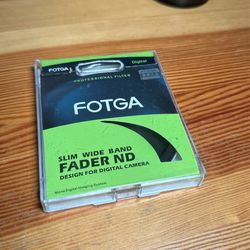 FOTGA
Digital
PROFESSIONAL FILTER
FOTGA
SLIM WIDE BAND
FADER ND
DESIGN FOR DIGITAL CAMERA